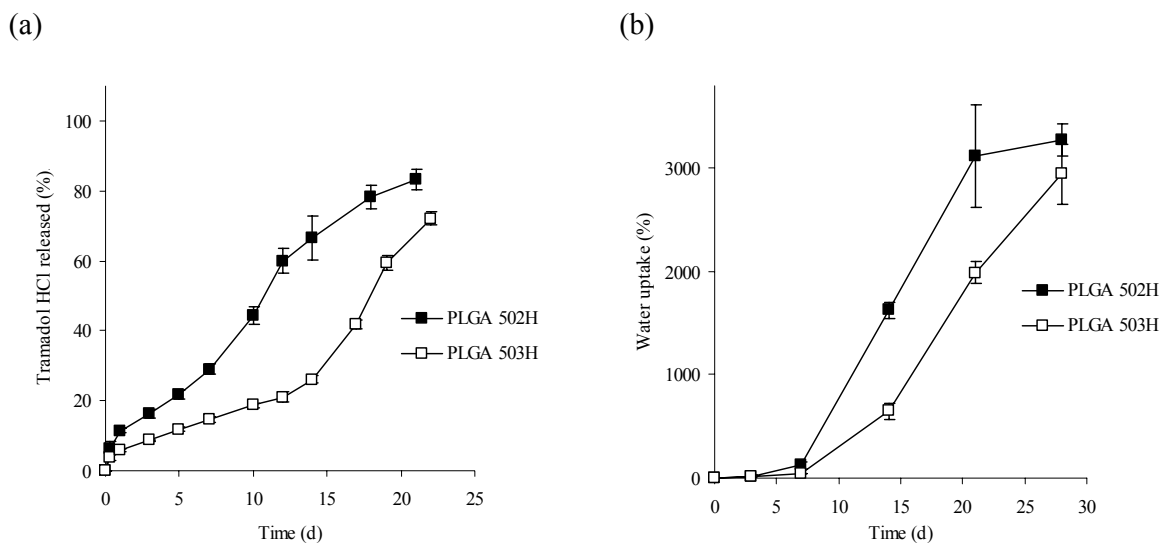 (a)
Tramadol HCl released (%)
100
80
60
40
20
0
0 5 10 15 20 25
Time (d)
PLGA 502H
PLGA 503H
(b)
Water uptake (%)
3000
2000
1000
0
0 5 10 15 20 25 30
Time (d)
PLGA 502H
PLGA 503H